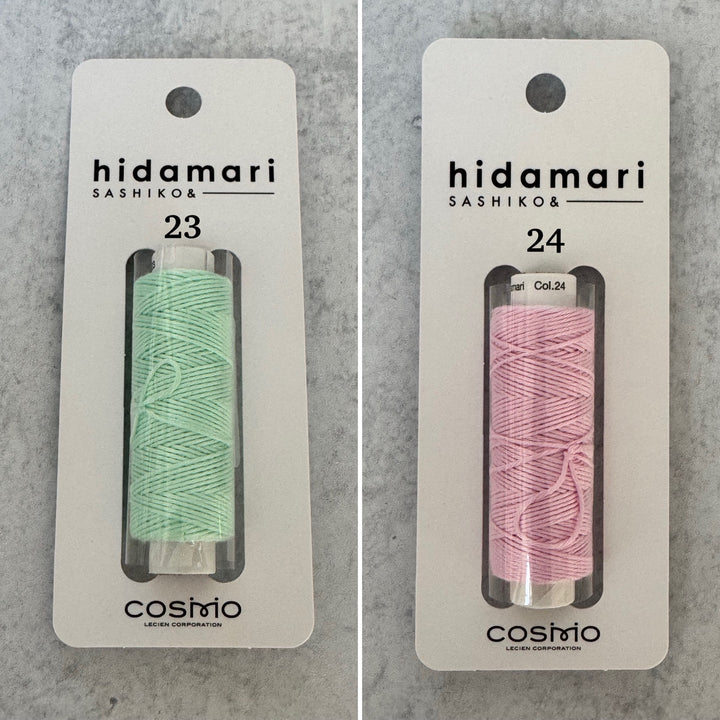 hidamari
SASHIKO&
23
COSMO
LECIEN CORPORATION
hidamari
SASHIKO&
24
Col.24
COSMO
LECIEN CORPORATION